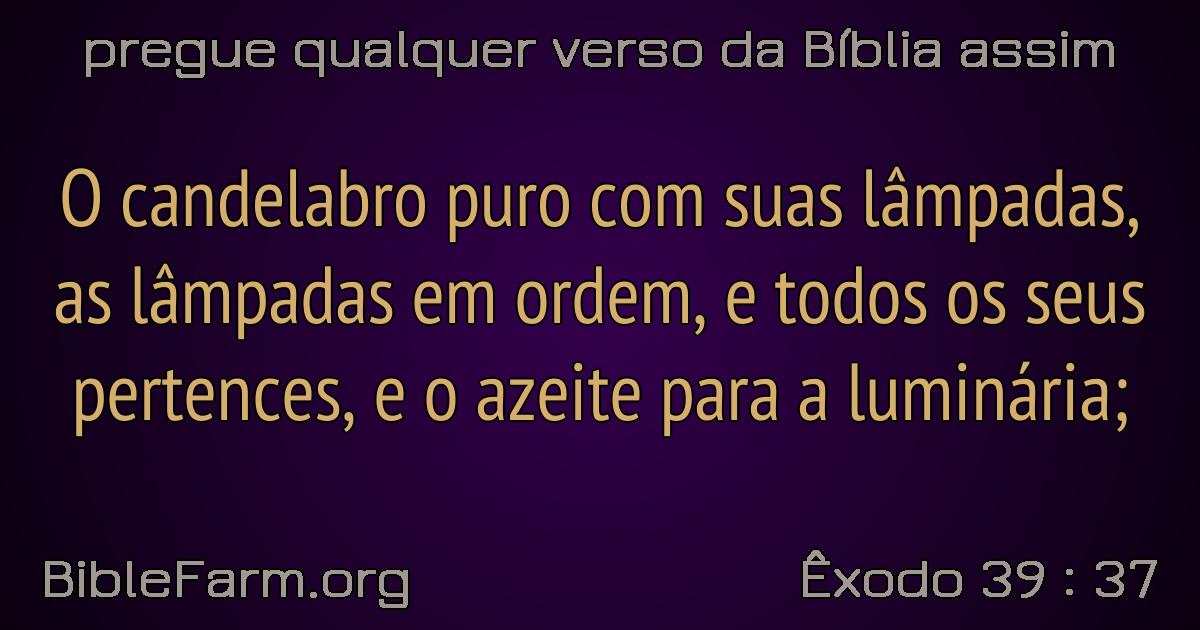 pregue qualquer verso da Bíblia assim
O candelabro puro com suas lâmpadas,
as lâmpadas em ordem, e todos os seus
pertences, e o azeite para a luminária;
BibleFarm.org
Êxodo 39 : 37